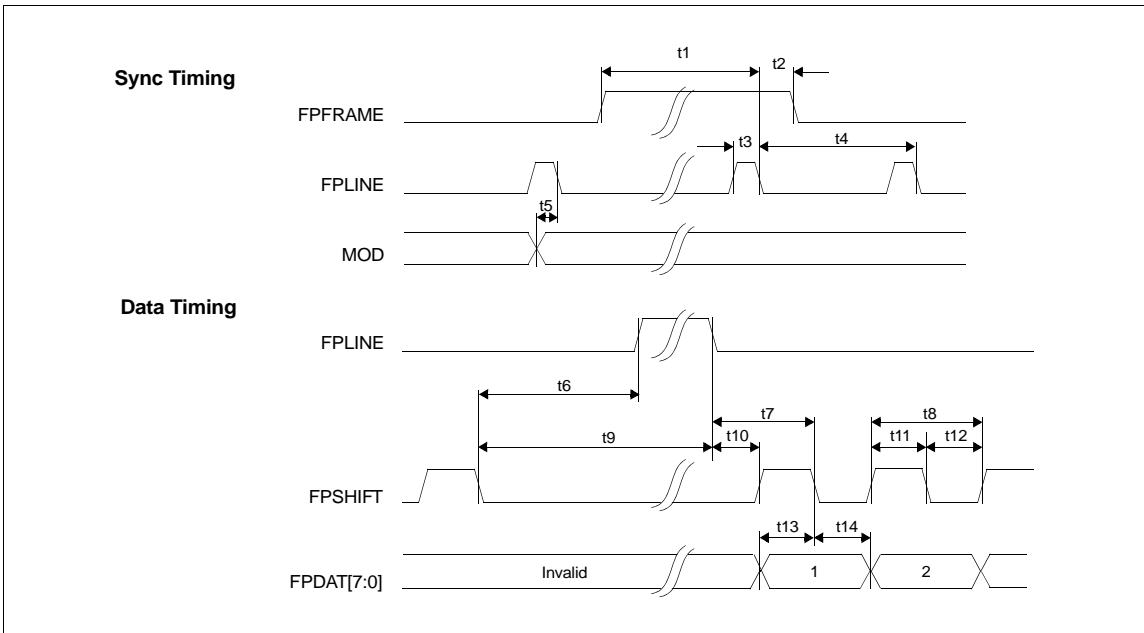 Sync Timing
t1
t2
FPFRAME
t3
t4
FPLINE
t5
MOD
Data Timing
FPLINE
t6
t7
t8
t9
t10
t11
t12
FPSHIFT
t13
t14
FPDAT[7:0]
Invalid
1
2